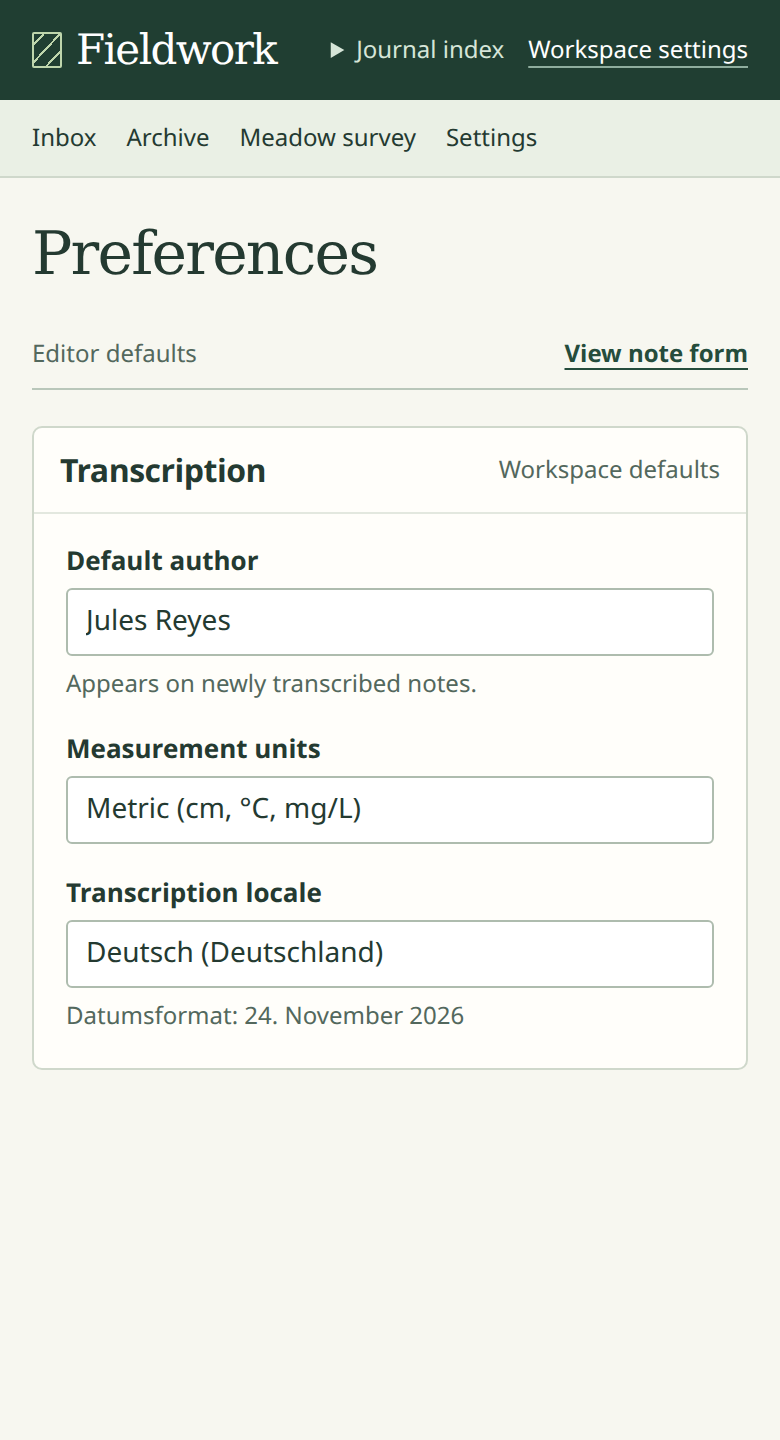 Fieldwork
Journal index
Workspace settings
Inbox Archive Meadow survey Settings
Preferences
Editor defaults
View note form
Transcription
Workspace defaults
Default author
Jules Reyes
Appears on newly transcribed notes.
Measurement units
Metric (cm, °C, mg/L)
Transcription locale
Deutsch (Deutschland)
Datumsformat: 24. November 2026